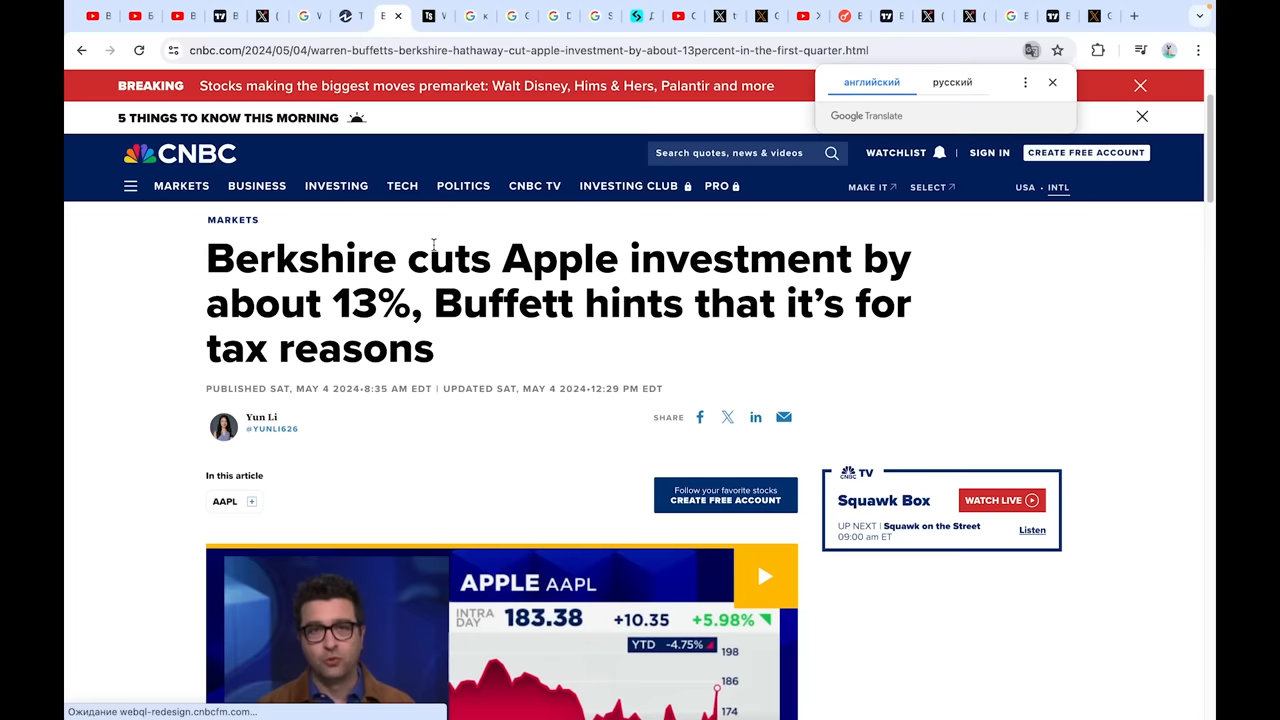 cnbc.com/2024/05/04/warren-buffetts-berkshire-hathaway-cut-apple-investment-by-about-13percent-in-the-first-quarter.html
английский русский
Google Translate
BREAKING Stocks making the biggest moves premarket: Walt Disney, Hims & Hers, Palantir and more
5 THINGS TO KNOW THIS MORNING
CNBC
Search quotes, news & videos
WATCHLIST
SIGN IN
CREATE FREE ACCOUNT
MARKETS BUSINESS INVESTING TECH POLITICS CNBC TV INVESTING CLUB PRO
MAKE IT SELECT
USA · INTL
MARKETS
Berkshire cuts Apple investment by
about 13%, Buffett hints that it’s for
tax reasons
PUBLISHED SAT, MAY 4 2024•8:35 AM EDT | UPDATED SAT, MAY 4 2024•12:29 PM EDT
Yun Li
@YUNLI626
SHARE
In this article
AAPL
Follow your favorite stocks
CREATE FREE ACCOUNT
CNBC TV
Squawk Box
WATCH LIVE
UP NEXT | Squawk on the Street
09:00 am ET
Listen
APPLE AAPL
INTRA
DAY
183.38 +10.35 +5.98%
YTD -4.75%
198
186
174
Ожидание webql-redesign.cnbcfm.com...